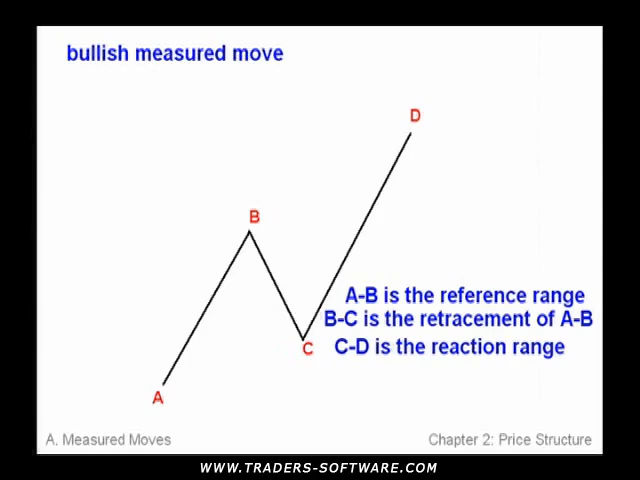 bullish measured move
D
B
A-B is the reference range
B-C is the retracement of A-B
C
C-D is the reaction range
A
A. Measured Moves
Chapter 2: Price Structure
WWW.TRADERS-SOFTWARE.COM